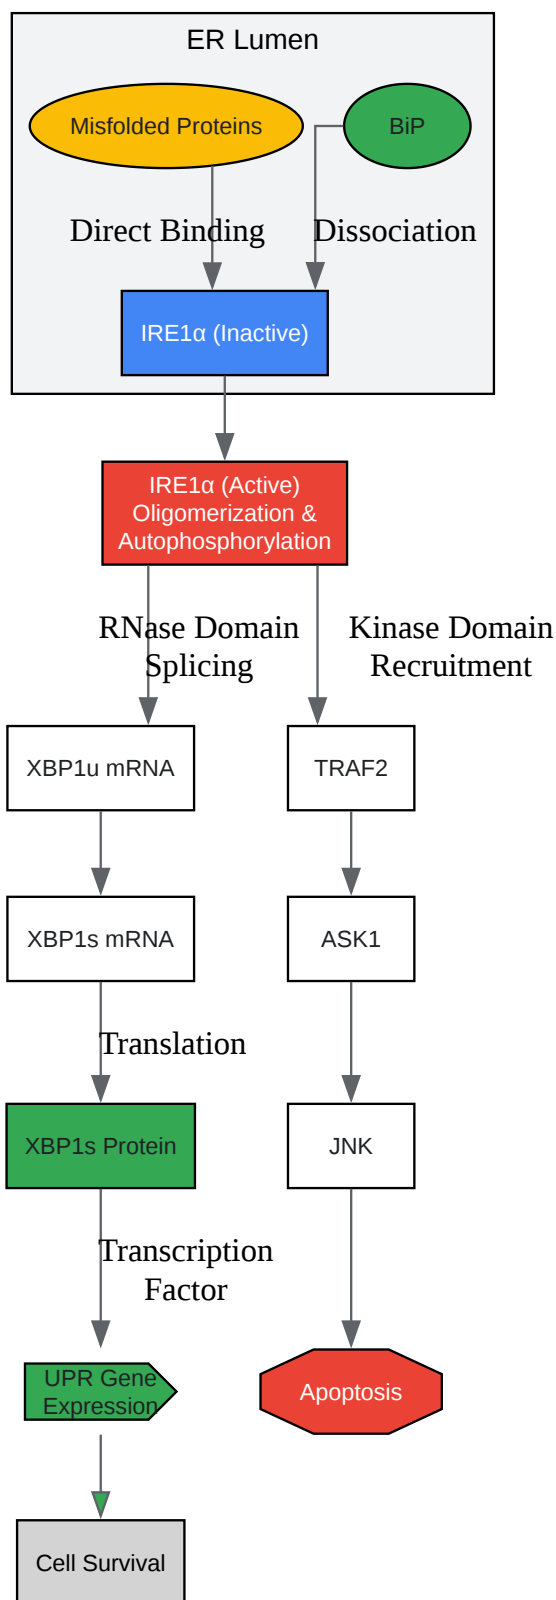 ER Lumen
Misfolded Proteins
BiP
Direct Binding
Dissociation
IRE1α (Inactive)
IRE1α (Active)
Oligomerization &
Autophosphorylation
RNase Domain
Splicing
Kinase Domain
Recruitment
XBP1u mRNA
TRAF2
XBP1s mRNA
ASK1
Translation
XBP1s Protein
JNK
Transcription
Factor
UPR Gene
Expression
Apoptosis
Cell Survival